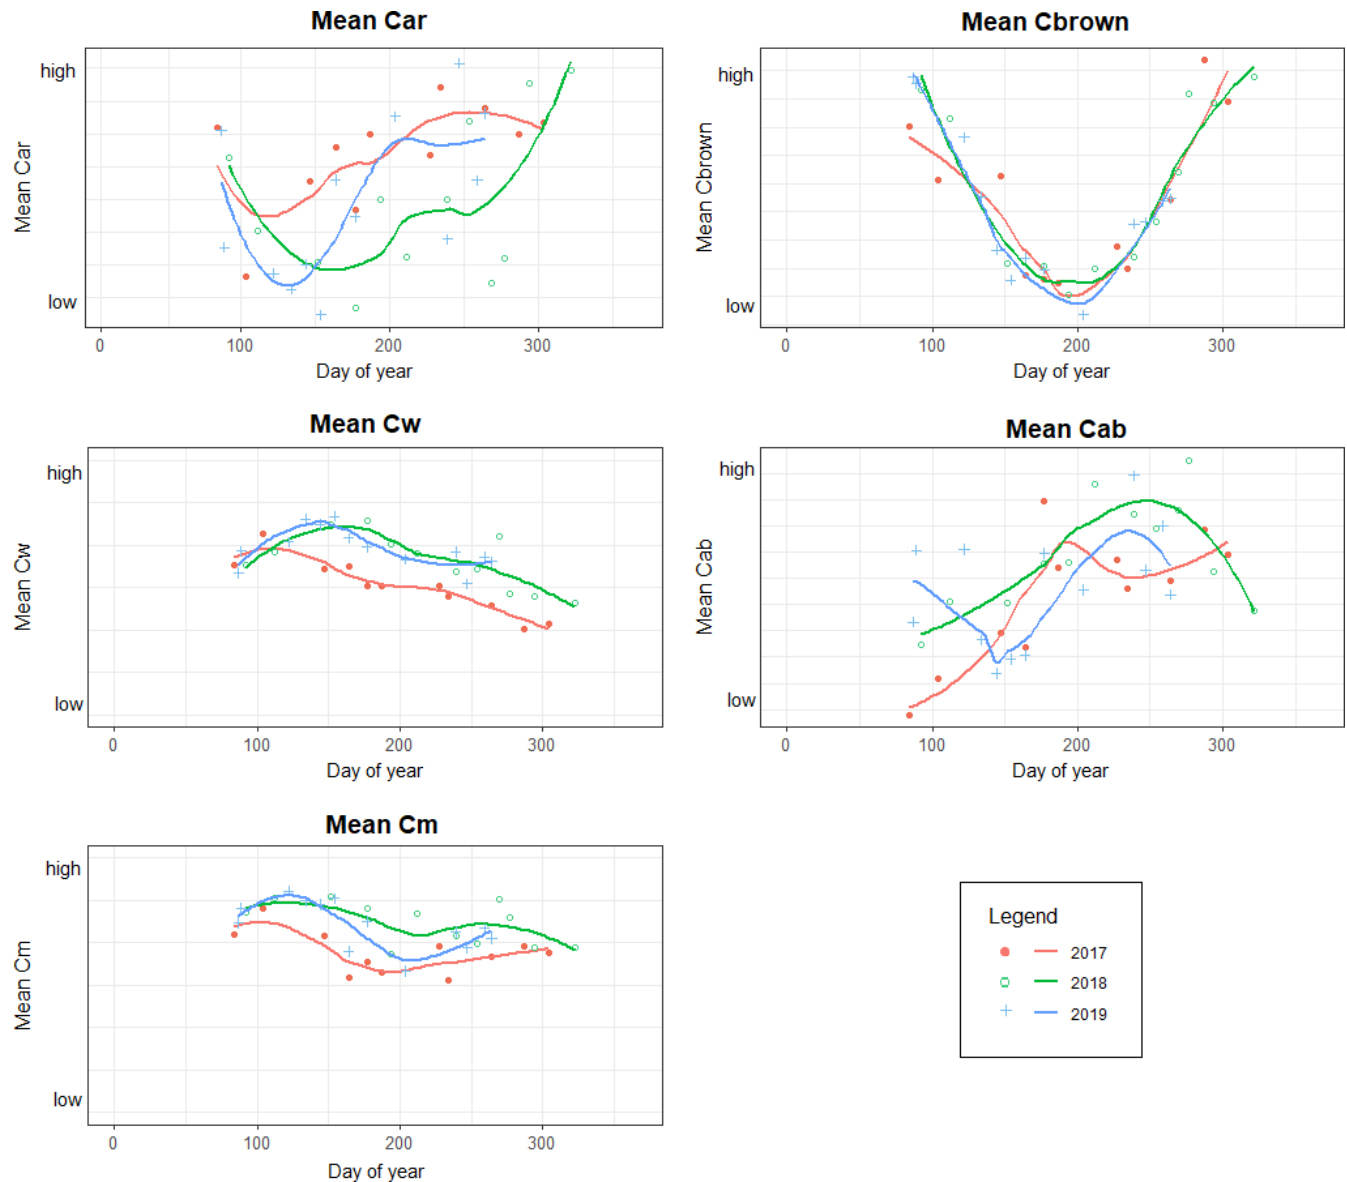 Mean Car
high
Mean Car
low
0 100 200 300
Day of year
Mean Cbrown
high
Mean Cbrown
low
0 100 200 300
Day of year
Mean Cw
high
Mean Cw
low
0 100 200 300
Day of year
Mean Cab
high
Mean Cab
low
0 100 200 300
Day of year
Mean Cm
high
Mean Cm
low
0 100 200 300
Day of year
Legend
2017
2018
2019